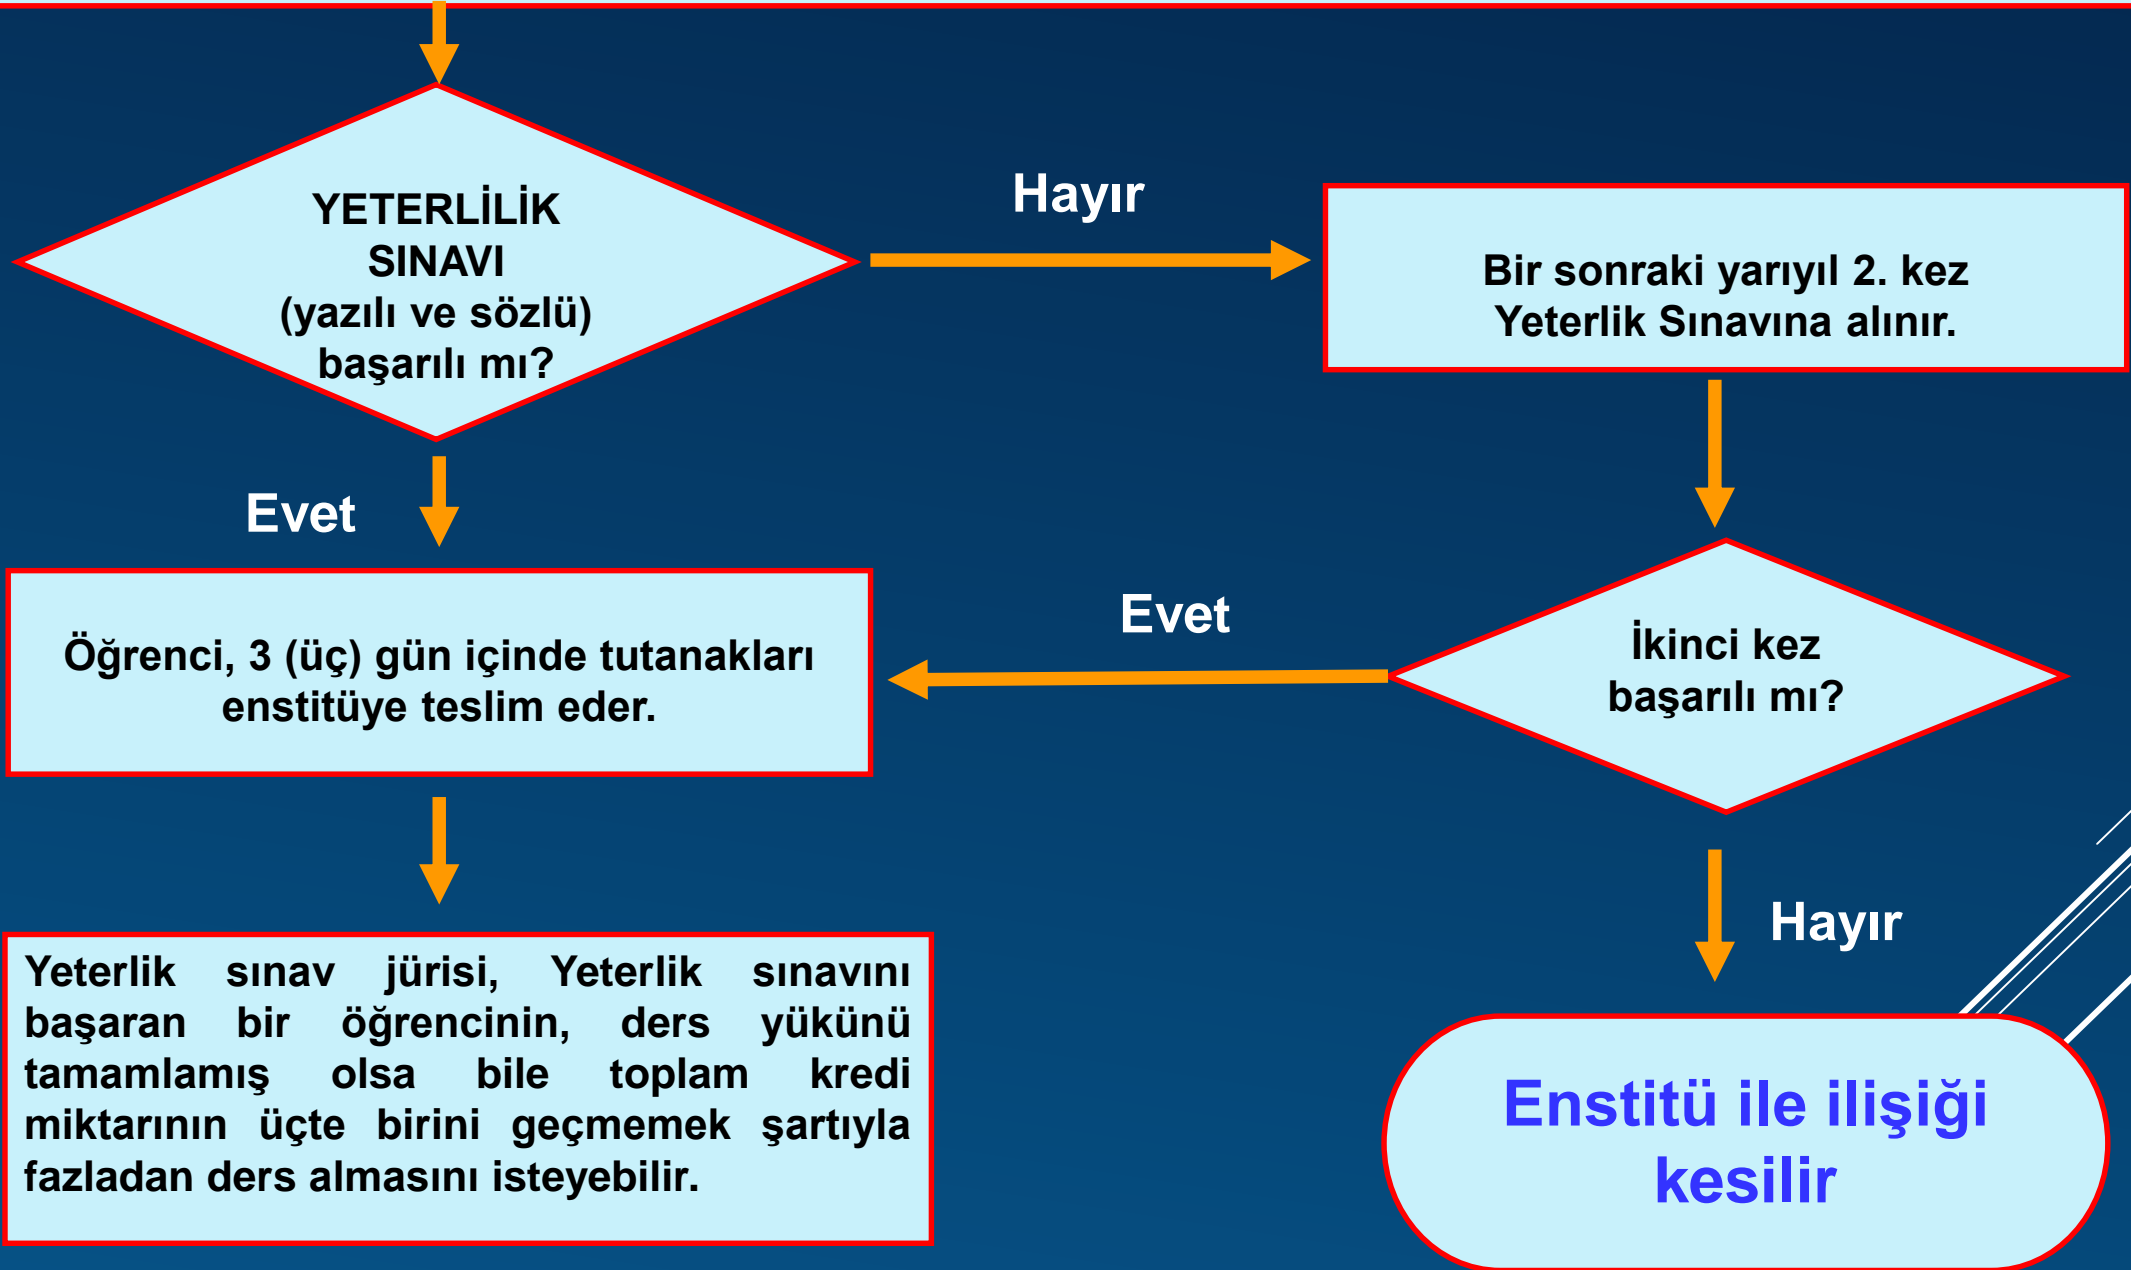 YETERLİLİK
SINAVI
(yazılı ve sözlü)
başarılı mı?
Hayır
Bir sonraki yarıyıl 2. kez
Yeterlik Sınavına alınır.
Evet
Öğrenci, 3 (üç) gün içinde tutanakları
enstitüye teslim eder.
Evet
İkinci kez
başarılı mı?
Yeterlik sınav jürisi, Yeterlik sınavını
başaran bir öğrencinin, ders yükünü
tamamlamış olsa bile toplam kredi
miktarının üçte birini geçmemek şartıyla
fazladan ders almasını isteyebilir.
Hayır
Enstitü ile ilişiği
kesilir